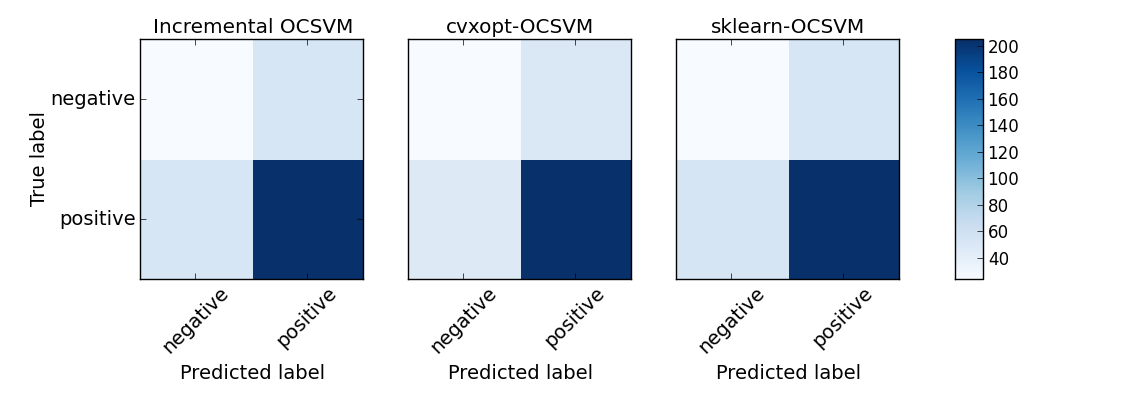 Incremental OCSVM
cvxopt-OCSVM
sklearn-OCSVM
True label
negative
positive
negative
positive
Predicted label
negative
positive
Predicted label
negative
positive
Predicted label
200
180
160
140
120
100
80
60
40